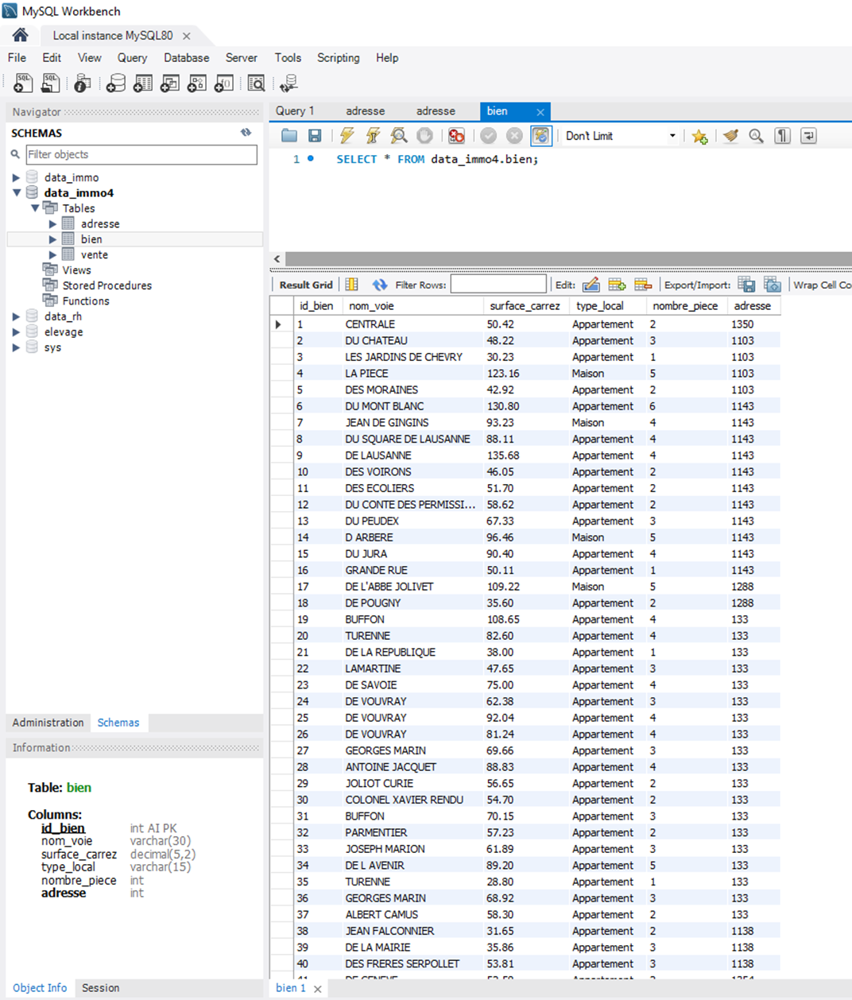 MySQL Workbench
Local instance MySQL80
File Edit View Query Database Server Tools Scripting Help
Navigator
SCHEMAS
Filter objects
data_immo
data_immo4
Tables
adresse
bien
vente
Views
Stored Procedures
Functions
data_rh
elevage
sys
Administration Schemas
Information
Table: bien
Columns:
id_bien int AI PK
nom_voie varchar(30)
surface_carrez decimal(5,2)
type_local varchar(15)
nombre_piece int
adresse int
Object Info Session
Query 1 adresse adresse bien
Don't Limit
1 SELECT * FROM data_immo4.bien;
Result Grid Filter Rows: Edit: Export/Import: Wrap Cell Co
id_bien nom_voie surface_carrez type_local nombre_piece adresse
1 CENTRALE 50.42 Appartement 2 1350
2 DU CHATEAU 48.22 Appartement 3 1103
3 LES JARDINS DE CHEVRY 30.23 Appartement 1 1103
4 LA PIECE 123.16 Maison 5 1103
5 DES MORAINES 42.92 Appartement 2 1103
6 DU MONT BLANC 130.80 Appartement 6 1143
7 JEAN DE GINGINS 93.23 Maison 4 1143
8 DU SQUARE DE LAUSANNE 88.11 Appartement 4 1143
9 DE LAUSANNE 135.68 Appartement 4 1143
10 DES VOIRONS 46.05 Appartement 2 1143
11 DES ECOLIERS 51.70 Appartement 2 1143
12 DU CONTE DES PERMISSI... 58.62 Appartement 2 1143
13 DU PEUDEX 67.33 Appartement 3 1143
14 D ARBERE 96.46 Maison 5 1143
15 DU JURA 90.40 Appartement 4 1143
16 GRANDE RUE 50.11 Appartement 1 1143
17 DE L'ABBE JOLIVET 109.22 Maison 5 1288
18 DE POUGNY 35.60 Appartement 2 1288
19 BUFFON 108.65 Appartement 4 133
20 TURENNE 82.60 Appartement 4 133
21 DE LA REPUBLIQUE 38.00 Appartement 1 133
22 LAMARTINE 47.65 Appartement 3 133
23 DE SAVOIE 75.00 Appartement 4 133
24 DE VOUVRAY 62.38 Appartement 3 133
25 DE VOUVRAY 92.04 Appartement 4 133
26 DE VOUVRAY 81.24 Appartement 4 133
27 GEORGES MARIN 69.66 Appartement 3 133
28 ANTOINE JACQUET 88.83 Appartement 4 133
29 JOLIOT CURIE 56.65 Appartement 2 133
30 COLONEL XAVIER RENDU 54.70 Appartement 2 133
31 BUFFON 70.15 Appartement 3 133
32 PARMENTIER 57.23 Appartement 2 133
33 JOSEPH MARION 61.89 Appartement 3 133
34 DE L AVENIR 89.20 Appartement 5 133
35 TURENNE 28.80 Appartement 1 133
36 GEORGES MARIN 68.92 Appartement 3 133
37 ALBERT CAMUS 58.30 Appartement 2 133
38 JEAN FALCONNIER 31.65 Appartement 2 1138
39 DE LA MAIRIE 35.86 Appartement 3 1138
40 DES FRERES SERPOLLET 53.81 Appartement 3 1138
bien 1